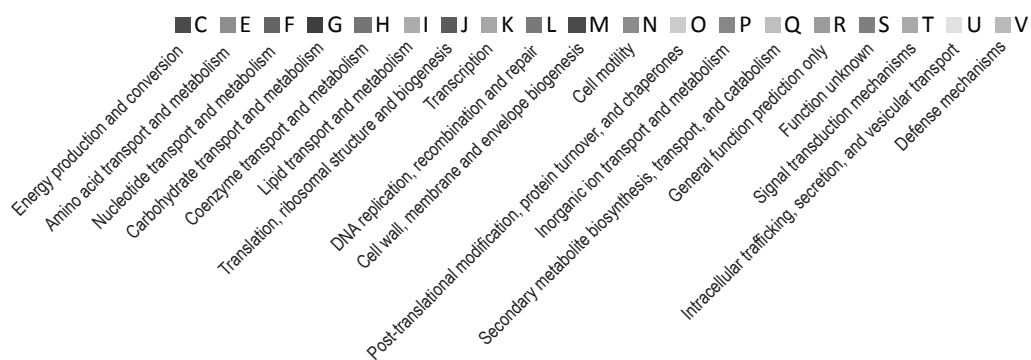 C E F G H I J K L M N O P Q R S T U V
Energy production and conversion
Amino acid transport and metabolism
Nucleotide transport and metabolism
Carbohydrate transport and metabolism
Coenzyme transport and metabolism
Lipid transport and metabolism
Translation, ribosomal structure and biogenesis
Transcription
DNA replication, recombination and repair
Cell wall, membrane and envelope biogenesis
Cell motility
Post-translational modification, protein turnover, and chaperones
Inorganic ion transport and metabolism
Secondary metabolite biosynthesis, transport, and catabolism
General function prediction only
Function unknown
Signal transduction mechanisms
Intracellular trafficking, secretion, and vesicular transport
Defense mechanisms